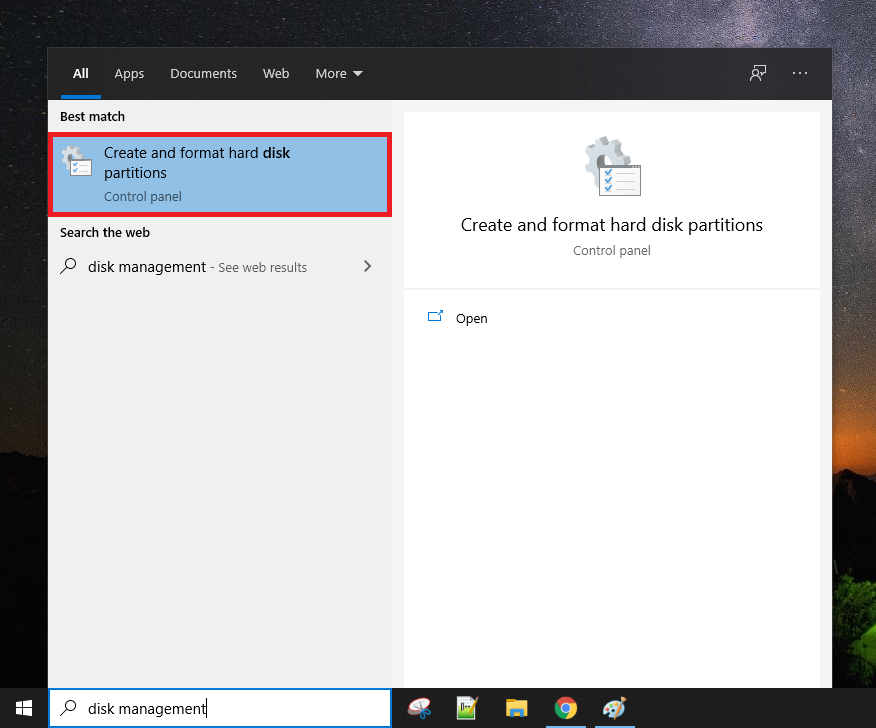 All Apps Documents Web More
Best match
Create and format hard disk
partitions
Control panel
Search the web
disk management - See web results
Create and format hard disk partitions
Control panel
Open
disk management